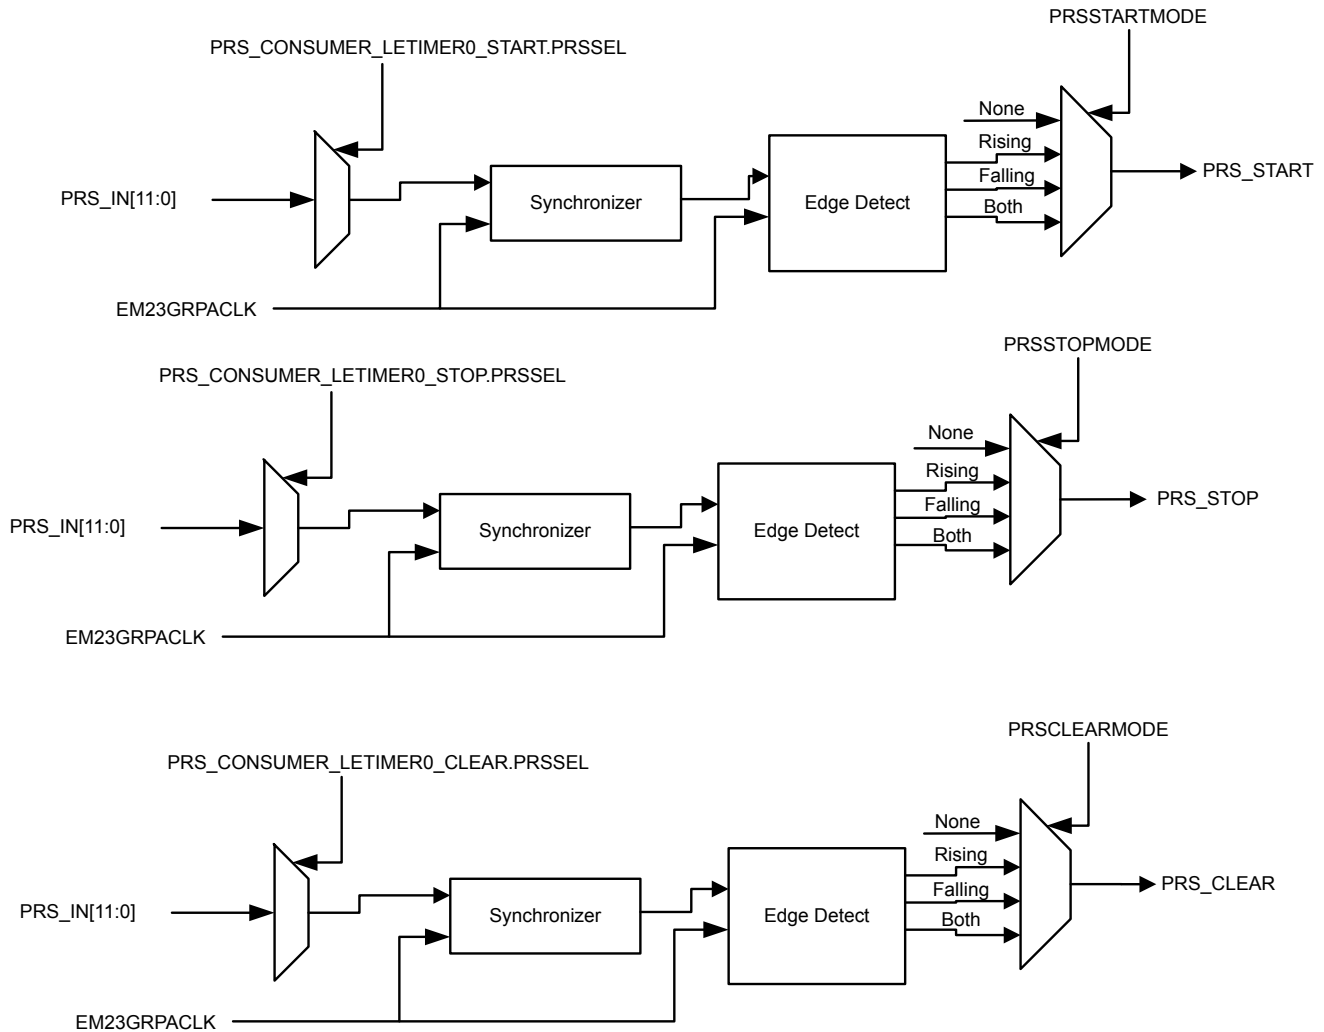 PRSSTARTMODE
PRS_CONSUMER_LETIMER0_START.PRSSEL
None
Rising
Falling
Both
PRS_IN[11:0]
Synchronizer
Edge Detect
PRS_START
EM23GRPACLK
PRSSTOPMODE
PRS_CONSUMER_LETIMER0_STOP.PRSSEL
None
Rising
Falling
Both
PRS_IN[11:0]
Synchronizer
Edge Detect
PRS_STOP
EM23GRPACLK
PRSCLEARMODE
PRS_CONSUMER_LETIMER0_CLEAR.PRSSEL
None
Rising
Falling
Both
PRS_IN[11:0]
Synchronizer
Edge Detect
PRS_CLEAR
EM23GRPACLK